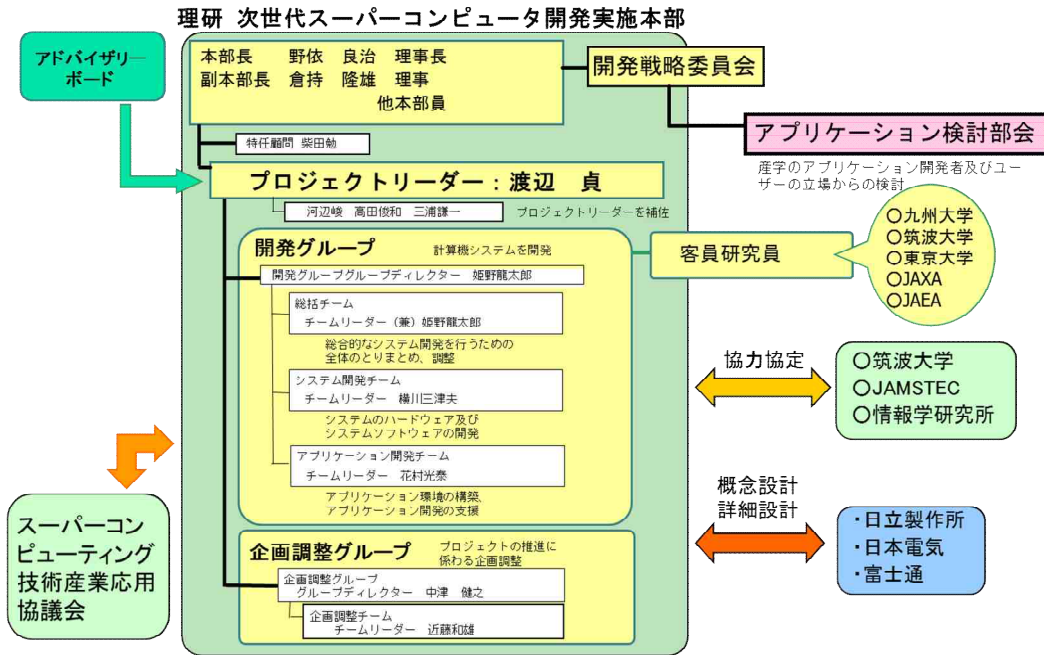 理研 次世代スーパーコンピュータ開発実施本部
アドバイザリー
ボード
本部長 野依 良治 理事長
副本部長 倉持 隆雄 理事
他本部員
開発戦略委員会
アプリケーション検討部会
産学のアプリケーション開発者及びユー
ザーの立場からの検討
特任顧問 柴田勉
プロジェクトリーダー：渡辺 貞
河辺峻 高田俊和 三浦謙一
プロジェクトリーダーを補佐
開発グループ
計算機システムを開発
開発グループグループディレクター 姫野龍太郎
総括チーム
チームリーダー（兼）姫野龍太郎
総合的なシステム開発を行うための
全体のとりまとめ、調整
システム開発チーム
チームリーダー 横川三津夫
システムのハードウェア及び
システムソフトウェアの開発
アプリケーション開発チーム
チームリーダー 花村光泰
アプリケーション環境の構築、
アプリケーション開発の支援
客員研究員
〇九州大学
〇筑波大学
〇東京大学
〇JAXA
〇JAEA
協力協定
〇筑波大学
〇JAMSTEC
〇情報学研究所
概念設計
詳細設計
・日立製作所
・日本電気
・富士通
スーパーコン
ピューティング
技術産業応用
協議会
企画調整グループ
プロジェクトの推進に
係わる企画調整
企画調整グループ
グループディレクター 中津 健之
企画調整チーム
チームリーダー 近藤和雄